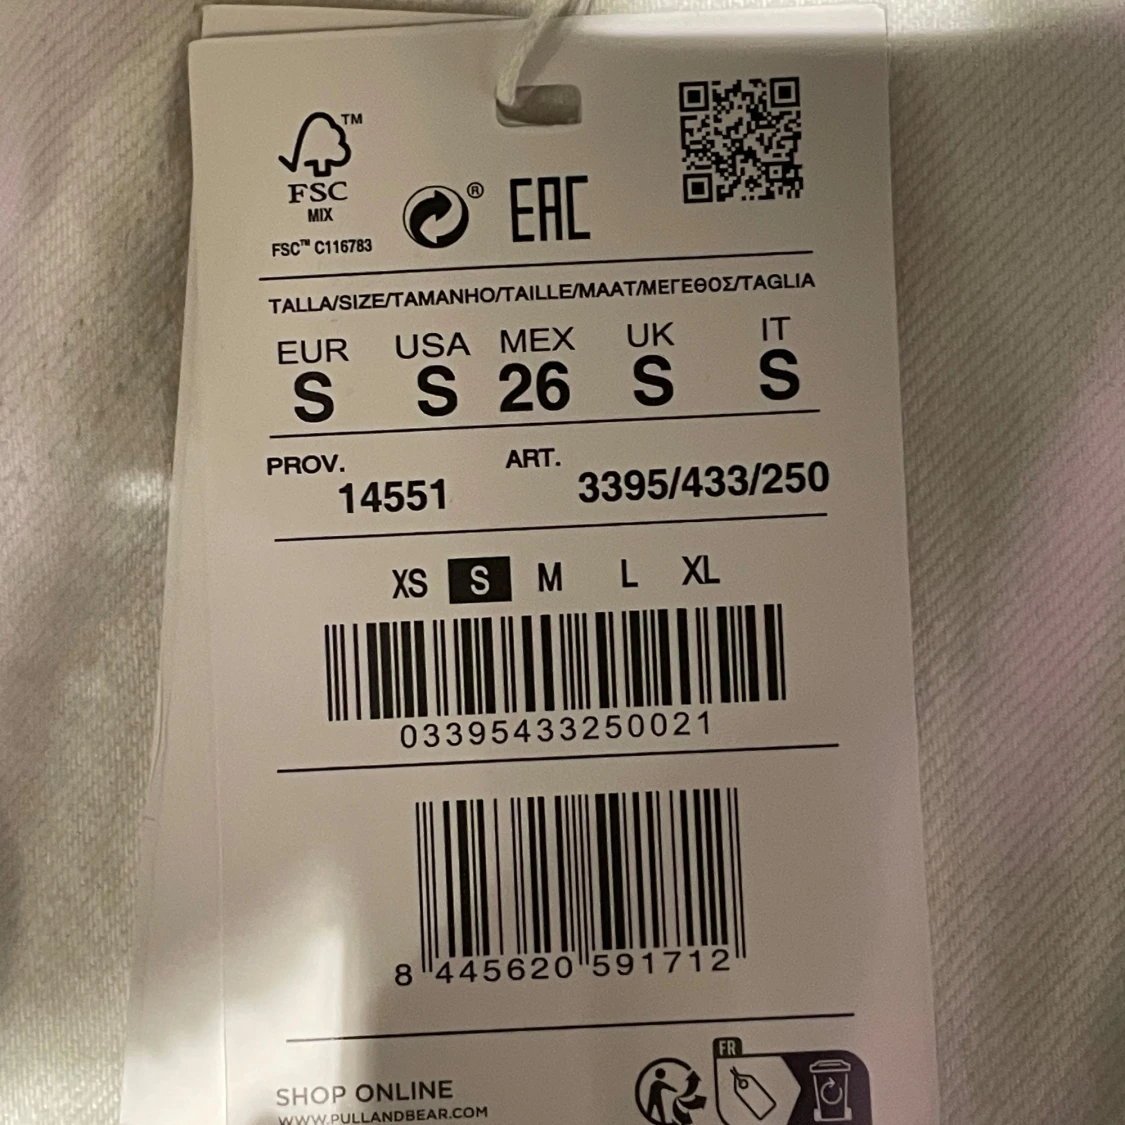 TM
FSC
MIX
FSC™ C116783
®
EAC
TALLA/SIZE/TAMANHO/TAILLE/MAAT/ΜΕΓΕΘΟΣ/TAGLIA
EUR USA MEX UK IT
S S 26 S S
PROV. ART.
14551 3395/433/250
XS S M L XL
03395433250021
8 445620 591712
FR
SHOP ONLINE
WWW.PULLANDBEAR.COM